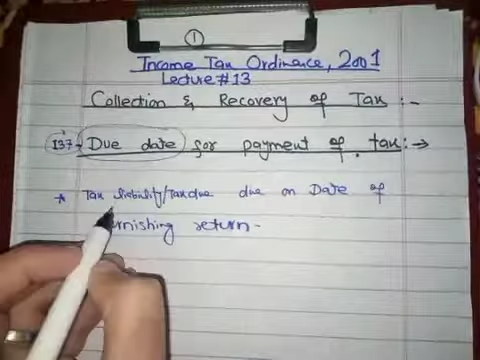 ①
Income Tax Ordinance, 2001
Lecture #13
Collection & Recovery of Tax :-
137- Due date for payment of tax :→
* Tax liability/Tax due due on Date of
rnishing return-